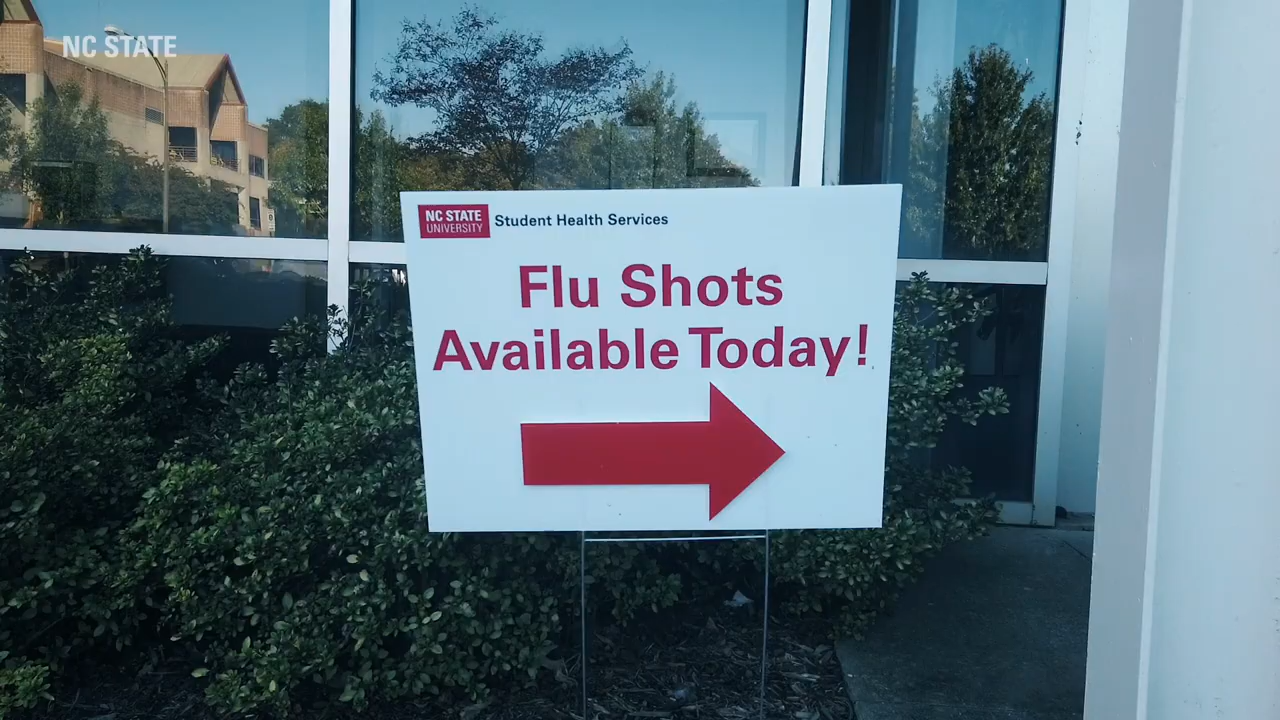 NC STATE
NC STATE
UNIVERSITY
Student Health Services
Flu Shots
Available Today!